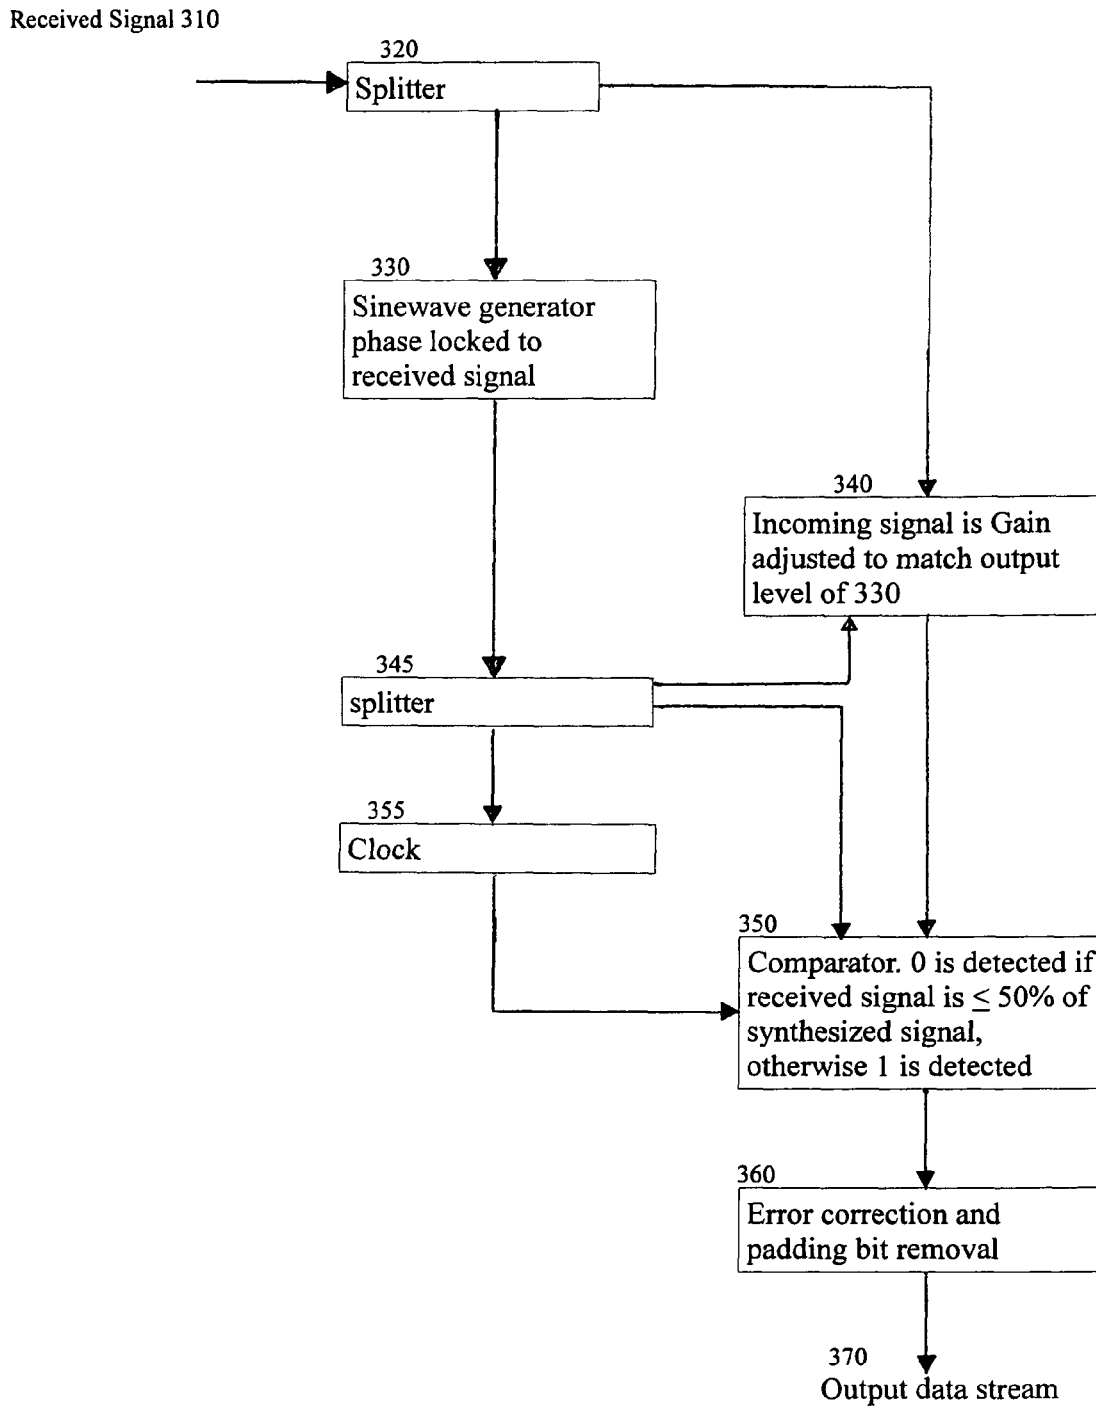 Received Signal 310
320
Splitter
330
Sinewave generator
phase locked to
received signal
340
Incoming signal is Gain
adjusted to match output
level of 330
345
splitter
355
Clock
350
Comparator. 0 is detected if
received signal is ≤ 50% of
synthesized signal,
otherwise 1 is detected
360
Error correction and
padding bit removal
370
Output data stream